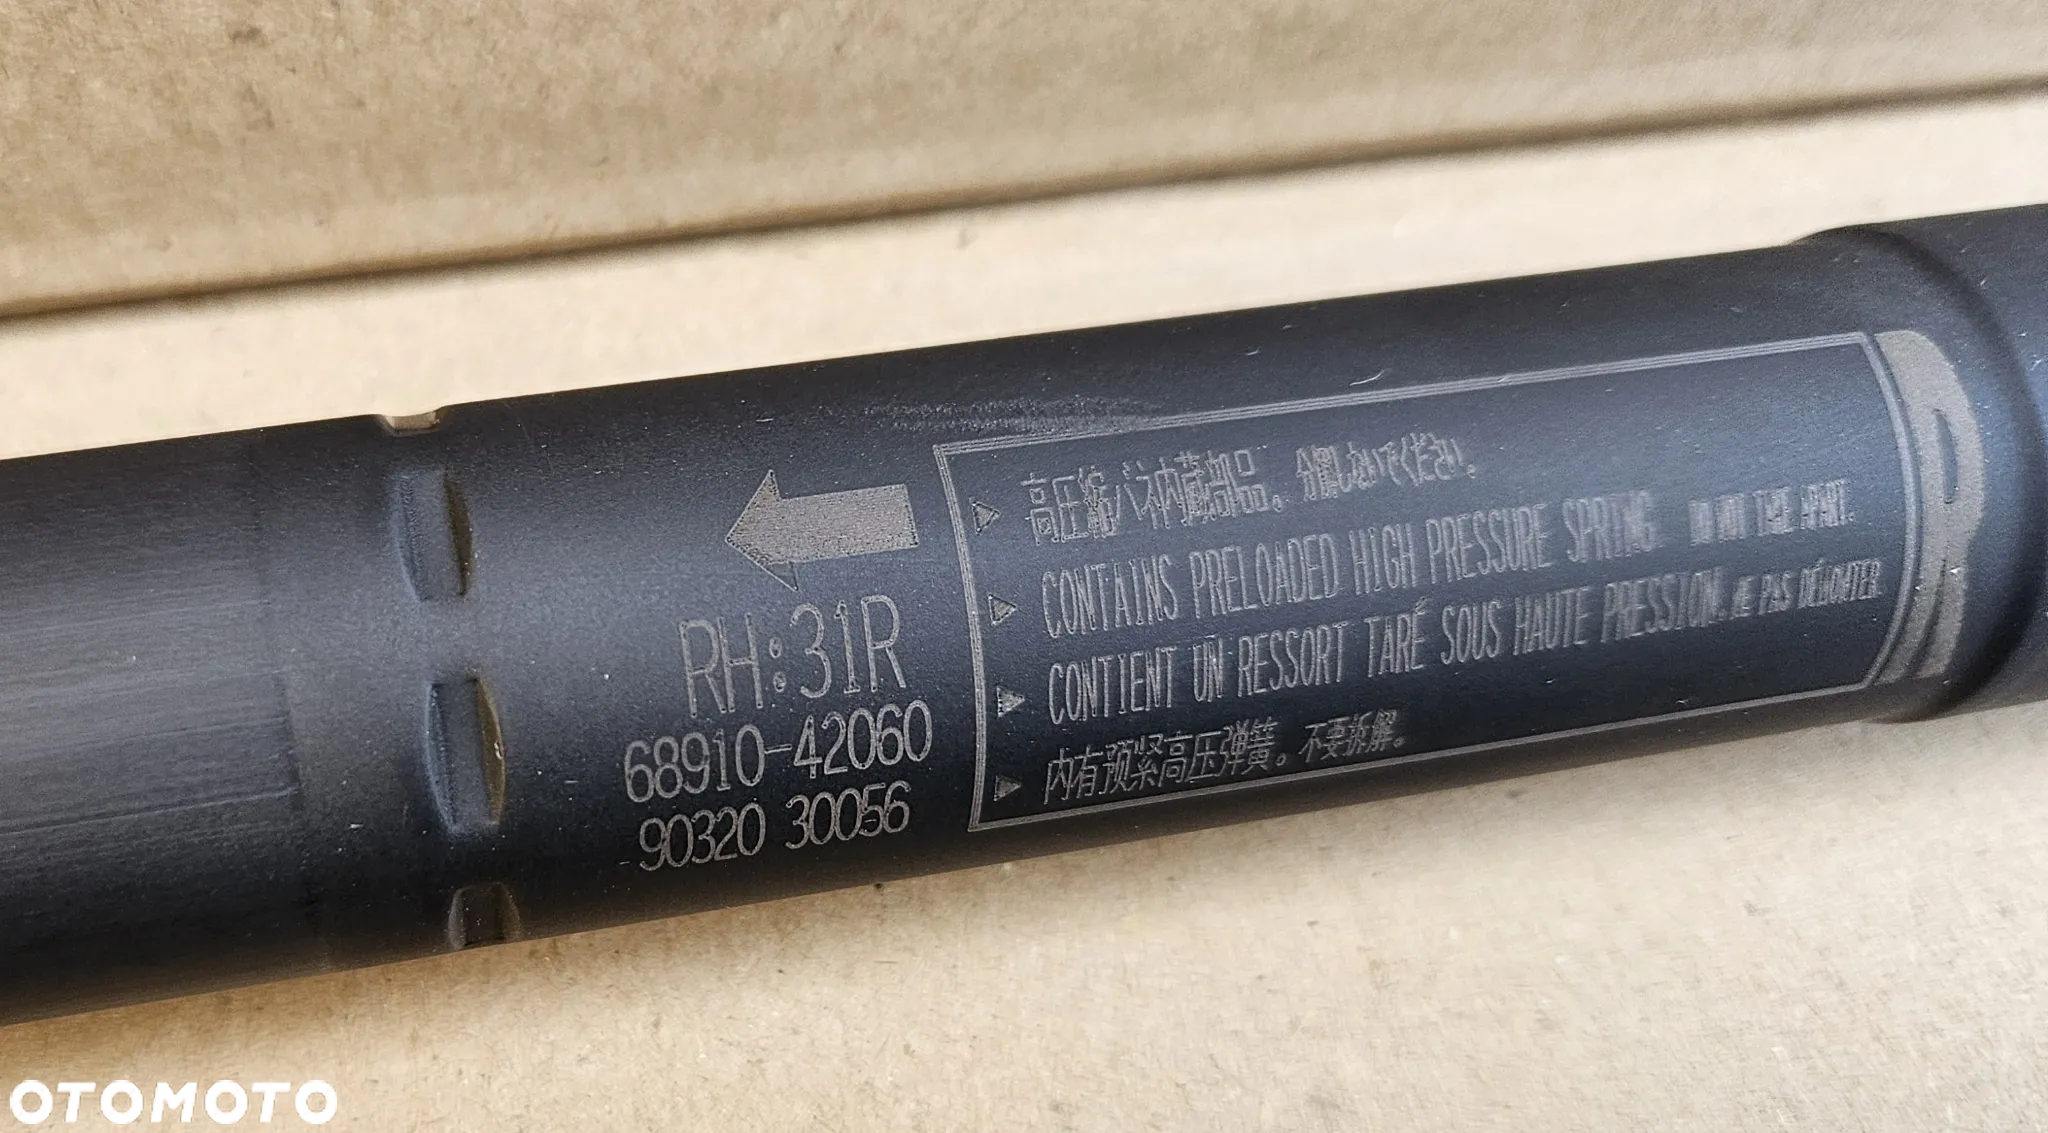 RH:31R
68910-42060
90320 30056
高圧縮バネ内蔵部品。分解しないでください。
CONTAINS PRELOADED HIGH PRESSURE SPRING DO NOT TAKE APART.
CONTIENT UN RESSORT TARÉ SOUS HAUTE PRESSION. NE PAS DÉMONTER.
内有预紧高压弹簧。不要拆解。
OTOMOTO